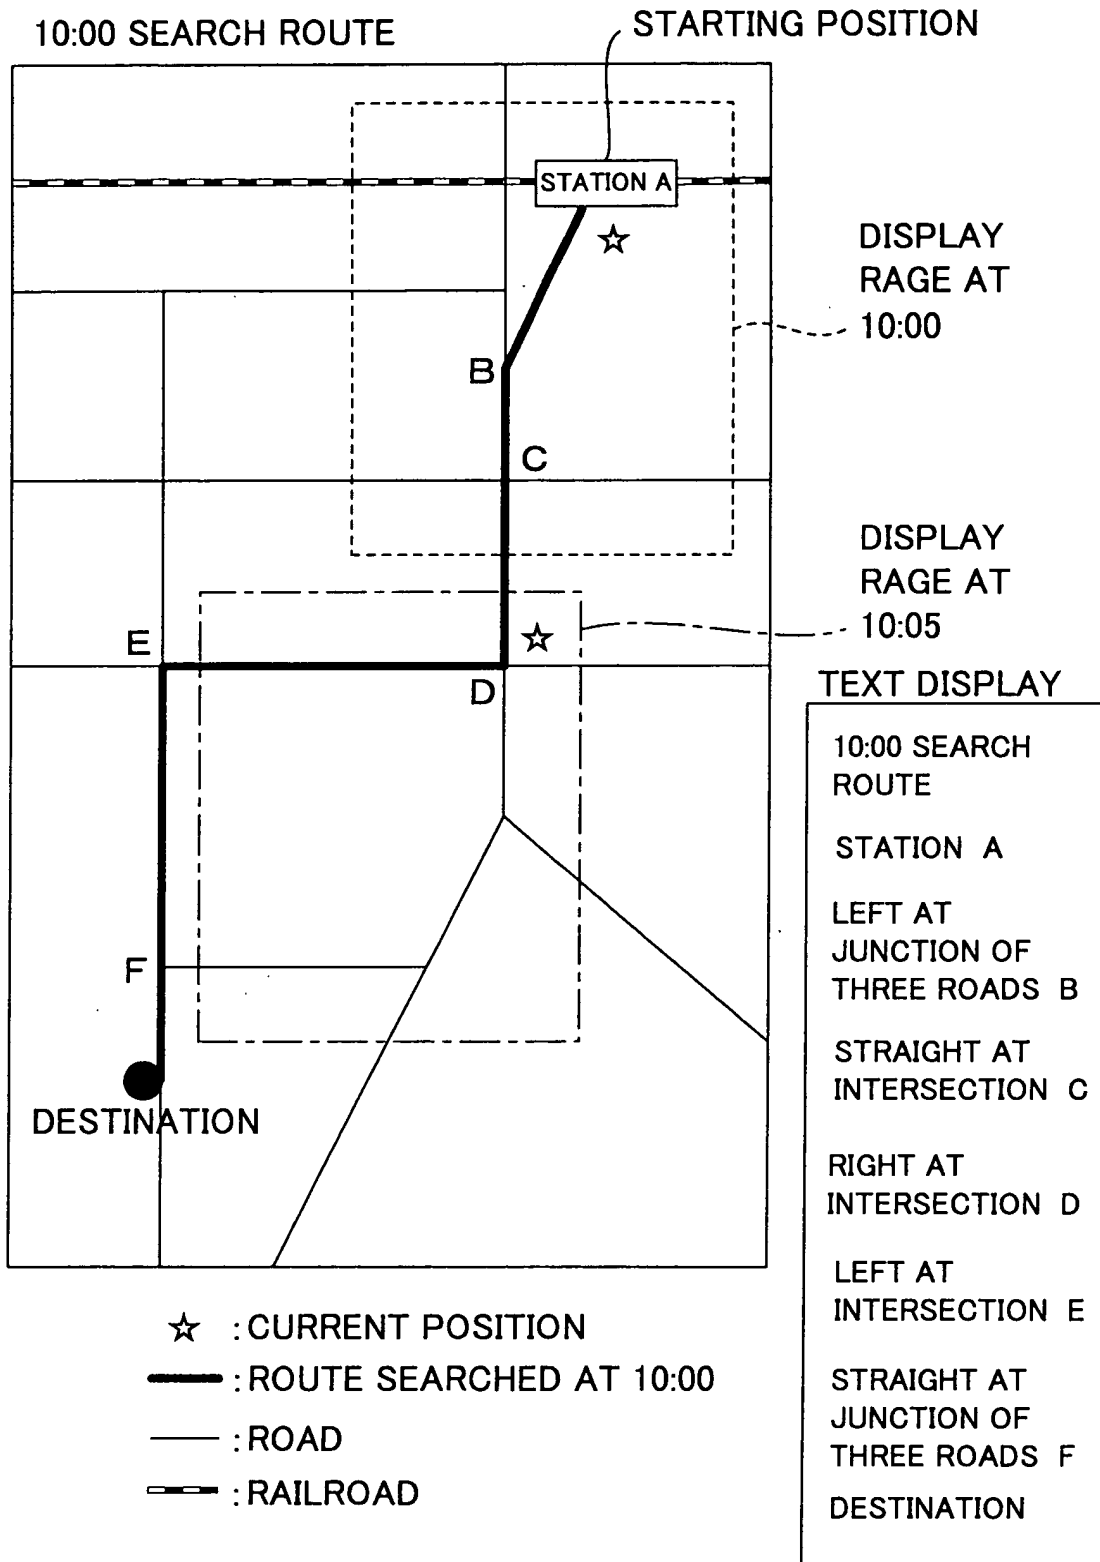 10:00 SEARCH ROUTE
STARTING POSITION
STATION A
DISPLAY
RAGE AT
10:00
B
C
DISPLAY
RAGE AT
10:05
E
D
F
DESTINATION
TEXT DISPLAY
10:00 SEARCH
ROUTE
STATION A
LEFT AT
JUNCTION OF
THREE ROADS B
STRAIGHT AT
INTERSECTION C
RIGHT AT
INTERSECTION D
LEFT AT
INTERSECTION E
STRAIGHT AT
JUNCTION OF
THREE ROADS F
DESTINATION
☆ : CURRENT POSITION
: ROUTE SEARCHED AT 10:00
: ROAD
: RAILROAD